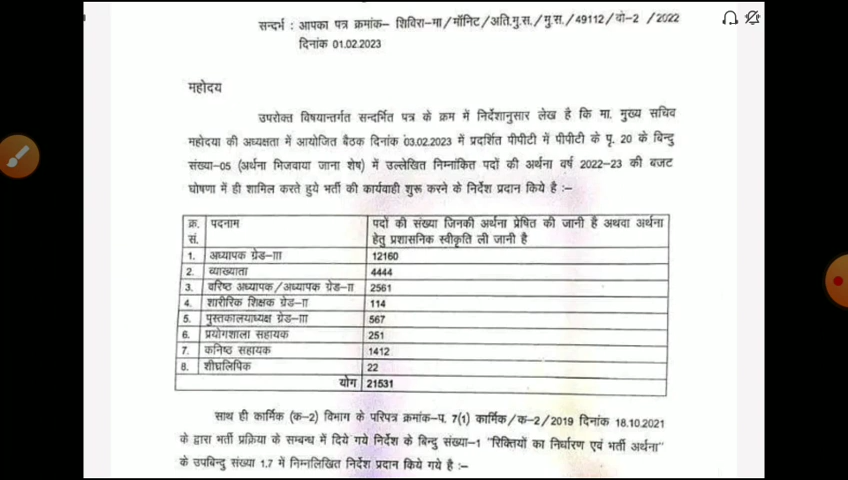 सन्दर्भ : आपका पत्र क्रमांक– शिविरा–मा/मॉनिट/अति.मु.स./मु.स./49112/वो–2 /2022
दिनांक 01.02.2023
महोदय
उपरोक्त विषयान्तर्गत सन्दर्भित पत्र के क्रम में निर्देशानुसार लेख है कि मा. मुख्य सचिव
महोदया की अध्यक्षता में आयोजित बैठक दिनांक 03.02.2023 में प्रदर्शित पीपीटी में पीपीटी के पृ. 20 के बिन्दु
संख्या–05 (अर्थना भिजवाया जाना शेष) में उल्लेखित निम्नांकित पदों की अर्थना वर्ष 2022–23 की बजट
घोषणा में ही शामिल करते हुये भर्ती की कार्यवाही शुरू करने के निर्देश प्रदान किये है :–
क्र. सं. पदनाम पदों की संख्या जिनकी अर्थना प्रेषित की जानी है अथवा अर्थना
हेतु प्रशासनिक स्वीकृति ली जानी है
1. अध्यापक ग्रेड–III 12160
2. व्याख्याता 4444
3. वरिष्ठ अध्यापक/अध्यापक ग्रेड–II 2561
4. शारीरिक शिक्षक ग्रेड–II 114
5. पुस्तकालयाध्यक्ष ग्रेड–III 567
6. प्रयोगशाला सहायक 251
7. कनिष्ठ सहायक 1412
8. शीघ्रलिपिक 22
योग 21531
साथ ही कार्मिक (क–2) विभाग के परिपत्र क्रमांक–प. 7(1) कार्मिक/क–2/2019 दिनांक 18.10.2021
के द्वारा भर्ती प्रक्रिया के सम्बन्ध में दिये गये निर्देश के बिन्दु संख्या–1 "रिक्तियों का निर्धारण एवं भर्ती अर्थना"
के उपबिन्दु संख्या 1.7 में निम्नलिखित निर्देश प्रदान किये गये है :–